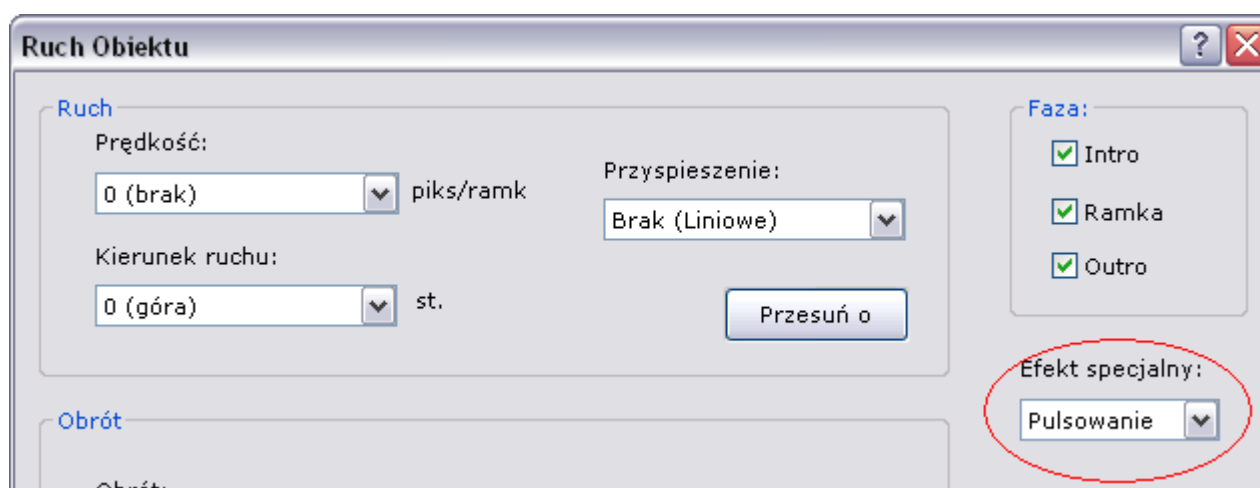 Ruch Obiektu
Ruch
Prędkość:
0 (brak)
piks/ramk
Kierunek ruchu:
0 (góra)
st.
Przyspieszenie:
Brak (Liniowe)
Przesuń o
Faza:
Intro
Ramka
Outro
Efekt specjalny:
Pulsowanie
Obrót
Obrót: